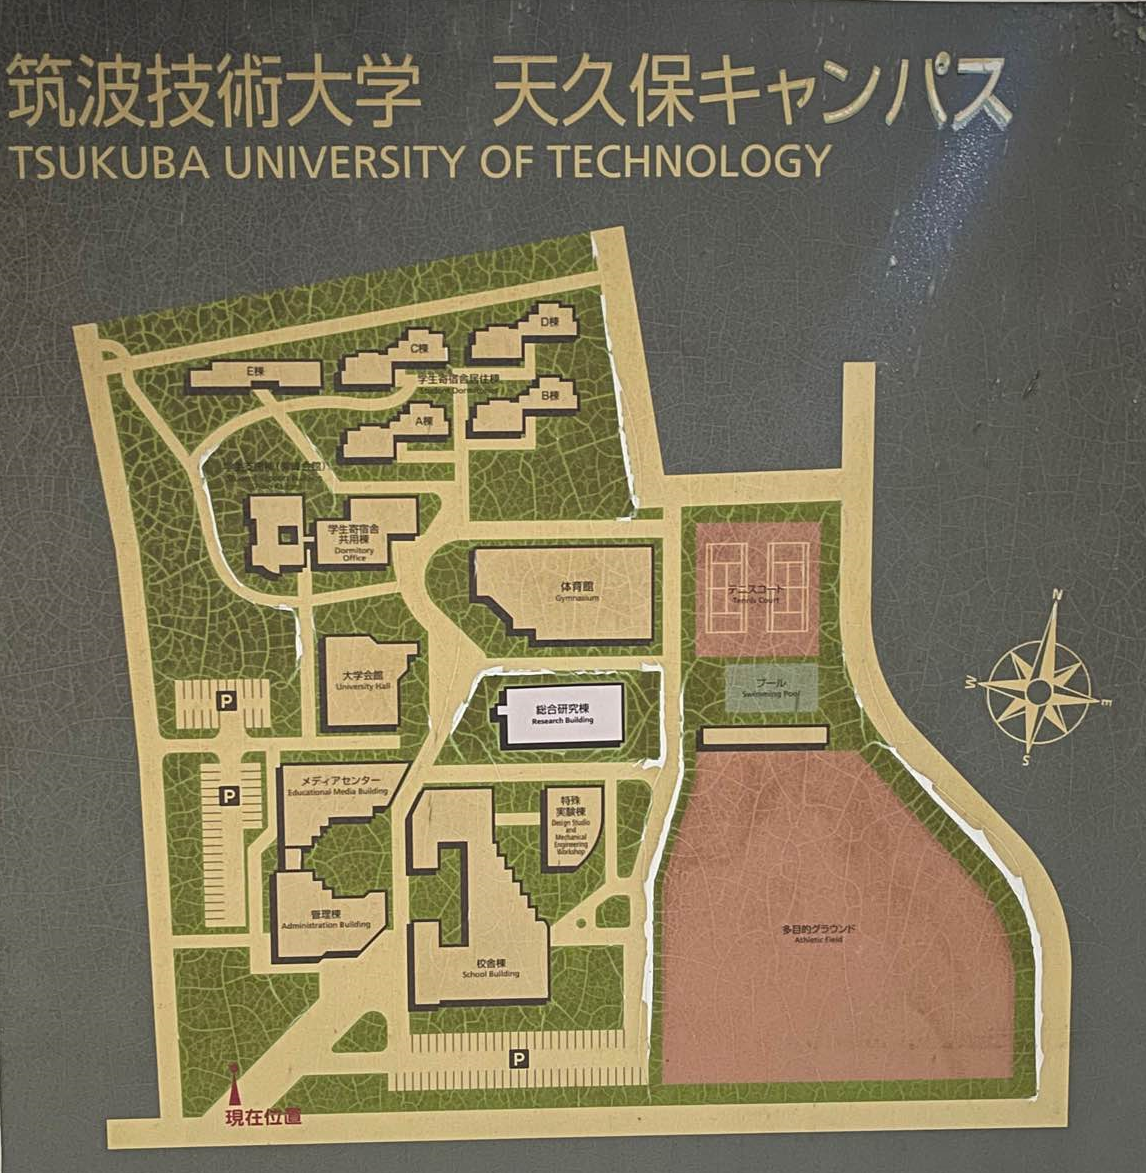 筑波技術大学 天久保キャンパス
TSUKUBA UNIVERSITY OF TECHNOLOGY
D棟
C棟
E棟
学生寄宿舎居住棟
B棟
A棟
学生寄宿舎
共用棟
Dormitory
Office
体育館
Gymnasium
テニスコート
Tennis Court
大学会館
University Hall
プール
Swimming Pool
総合研究棟
Research Building
P
メディアセンター
Educational Media Building
P
特殊
実験棟
Design Studio
and
Mechanical
Engineering
Workshop
管理棟
Administration Building
多目的グラウンド
Athletic Field
校舎棟
School Building
P
現在位置
N
W
E
S